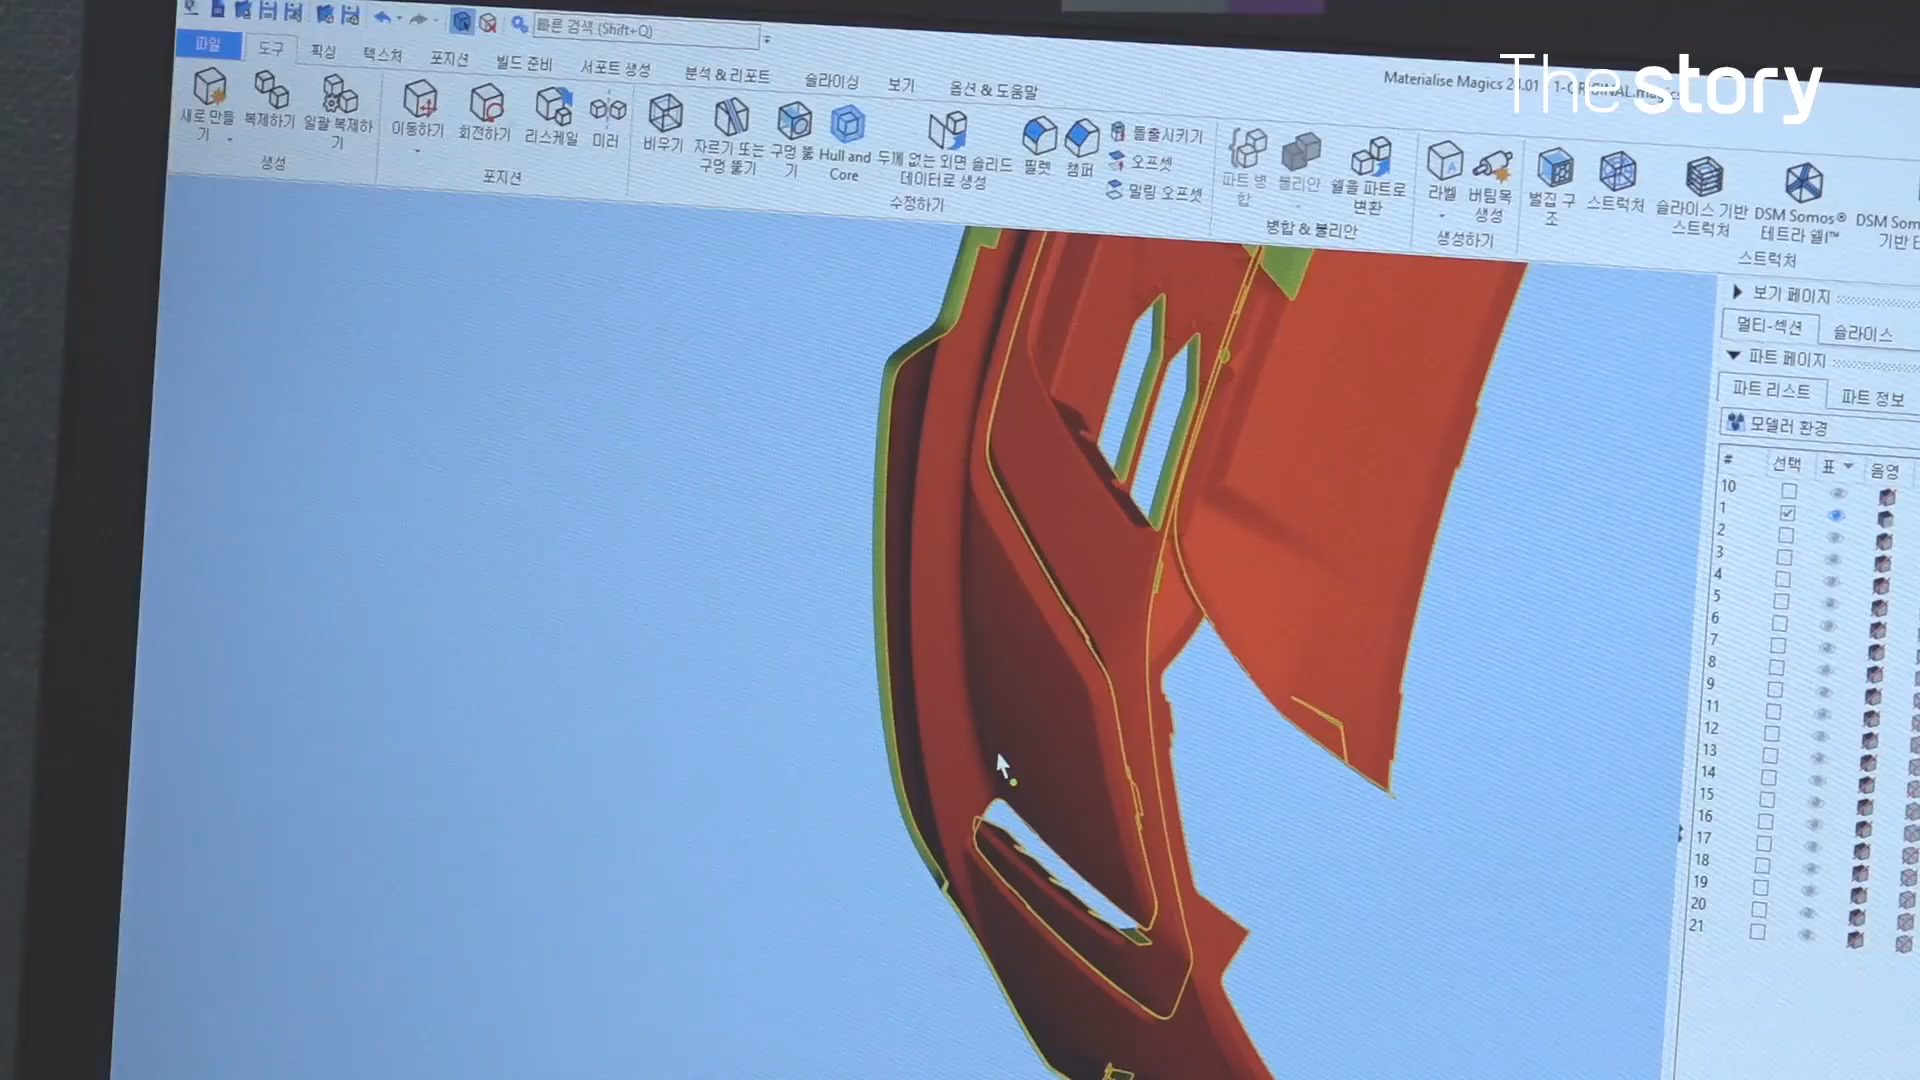 The story
빠른 검색 (Shift+Q)
Materialise Magics
파일 도구 픽싱 텍스처 포지션 빌드 준비 서포트 생성 분석 & 리포트 슬라이싱 보기 옵션 & 도움말
새로 만들기
복제하기
일괄 복제하기
생성
이동하기
회전하기
리스케일
미러
포지션
비우기
자르기 또는 구멍 뚫기
구멍 뚫기
Hull and Core
두께 없는 외면 솔리드 데이터로 생성
필렛
챔퍼
돌출시키기
오프셋
밀링 오프셋
수정하기
파트 병합
불리안
쉘을 파트로 변환
병합 & 불리안
라벨
버팀목 생성
생성하기
벌집 구조
스트럭처
슬라이스 기반 스트럭처
DSM Somos® 테트라 쉘™
스트럭처
보기 페이지
멀티-섹션 슬라이스
파트 페이지
파트 리스트 파트 정보
모델러 환경
# 선택 표 음영
10
1
2
3
4
5
6
7
8
9
11
12
13
14
15
16
17
18
19
20
21